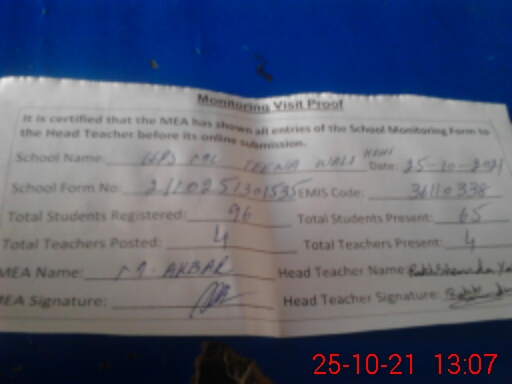 Monitoring Visit Proof
It is certified that the MEA has shown all entries of the School Monitoring Form to
the Head Teacher before its online submission.
School Name: WALI Date: 25-10-2021
School Form No: EMIS Code: 36110338
Total Students Registered: 96 Total Students Present: 65
Total Teachers Posted: 4 Total Teachers Present: 4
MEA Name: M. AKBAR Head Teacher Name:
MEA Signature: Head Teacher Signature:
25-10-21 13:07